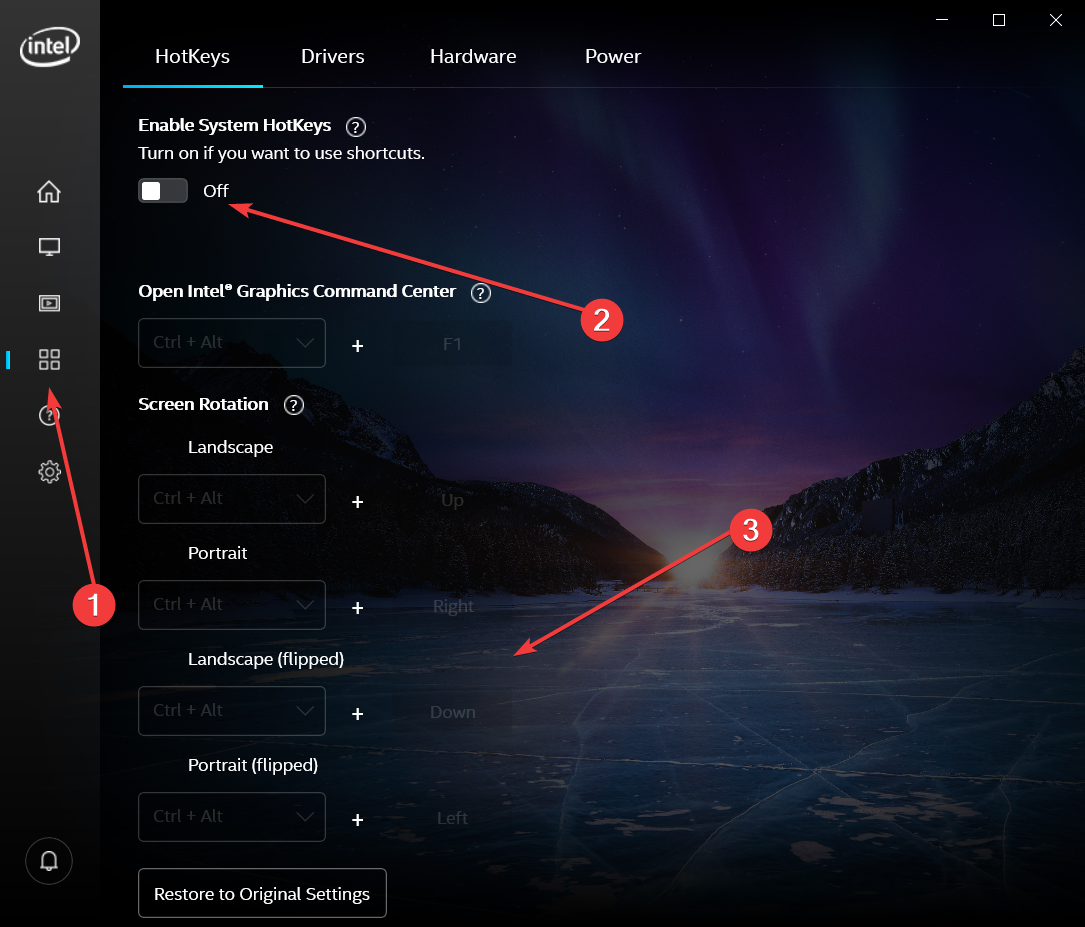 intel
HotKeys Drivers Hardware Power
Enable System HotKeys ?
Turn on if you want to use shortcuts.
Off
Open Intel® Graphics Command Center ?
2
Ctrl + Alt + F1
Screen Rotation ?
?
Landscape
Ctrl + Alt + Up
3
Portrait
Ctrl + Alt + Right
1
Landscape (flipped)
Ctrl + Alt + Down
Portrait (flipped)
Ctrl + Alt + Left
Restore to Original Settings